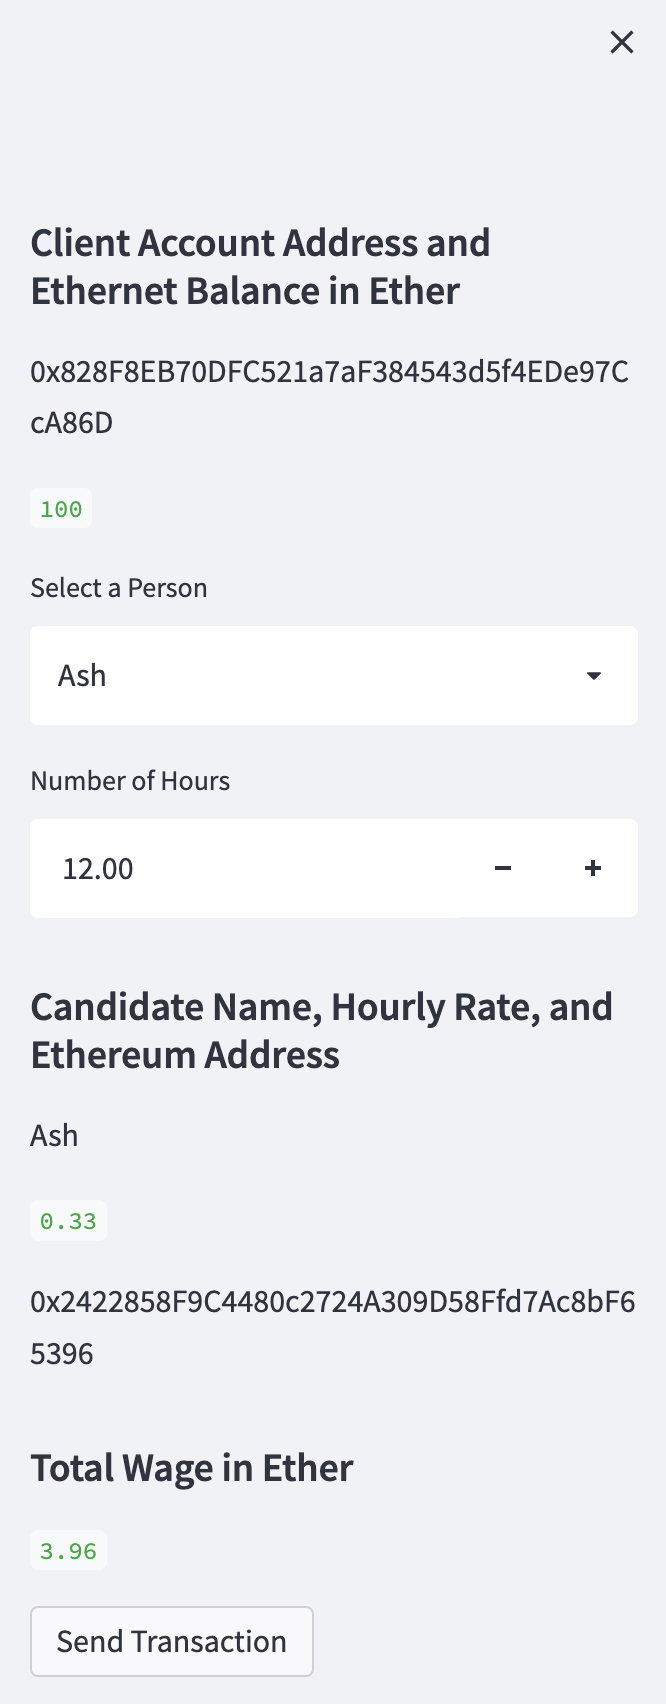 Client Account Address and
Ethernet Balance in Ether
0x828F8EB70DFC521a7aF384543d5f4EDe97C
cA86D
100
Select a Person
Ash
Number of Hours
12.00
Candidate Name, Hourly Rate, and
Ethereum Address
Ash
0.33
0x2422858F9C4480c2724A309D58Ffd7Ac8bF6
5396
Total Wage in Ether
3.96
Send Transaction